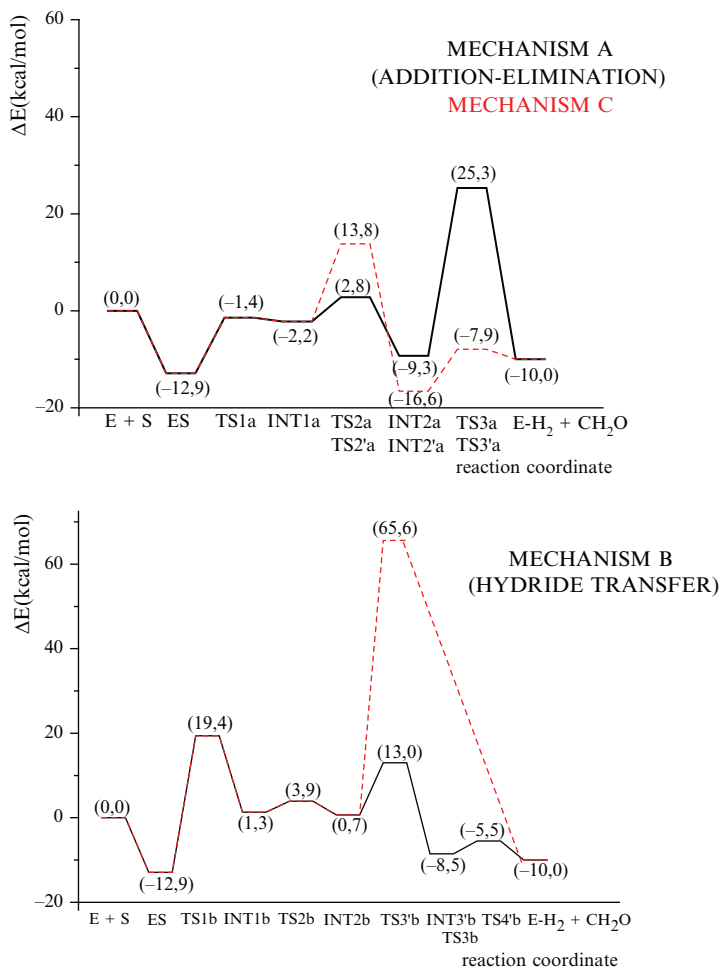 60
MECHANISM A
(ADDITION-ELIMINATION)
MECHANISM C
ΔE(kcal/mol)
40
(25,3)
20
(13,8)
(2,8)
(0,0)
(–1,4)
(–7,9)
0
(–2,2)
(–9,3)
(–10,0)
(–12,9)
(–16,6)
–20
E + S ES TS1a INT1a TS2a INT2a TS3a E-H₂ + CH₂O
TS2'a INT2'a TS3'a
reaction coordinate
(65,6)
MECHANISM B
(HYDRIDE TRANSFER)
ΔE(kcal/mol)
60
40
20
(19,4)
(13,0)
(3,9)
(0,0)
(–5,5)
0
(1,3)
(0,7)
(–8,5)
(–10,0)
(–12,9)
–20
E + S ES TS1b INT1b TS2b INT2b TS3'b INT3'b TS4'b E-H₂ + CH₂O
TS3b
reaction coordinate